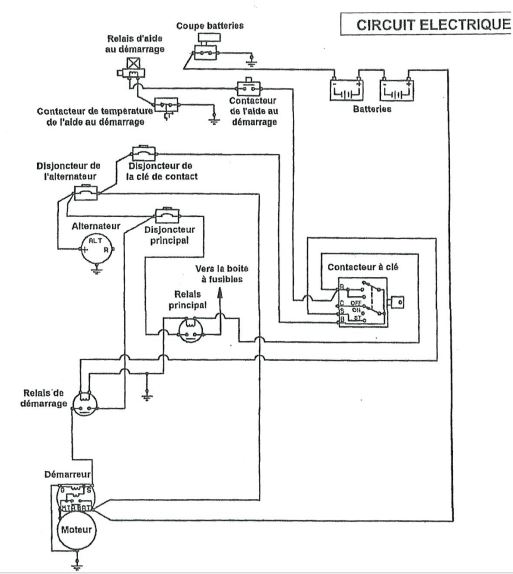 CIRCUIT ELECTRIQUE
Coupe batteries
Relais d'aide
au démarrage
Contacteur de température
de l'aide au démarrage
Contacteur
de l'aide au
démarrage
Batteries
Disjoncteur de
l'alternateur
Disjoncteur de
la clé de contact
Alternateur
ALT
R
Disjoncteur
principal
Vers la boite
à fusibles
Relais
principal
Contacteur à clé
OFF
ON
ST
Relais de
démarrage
Démarreur
S
Moteur